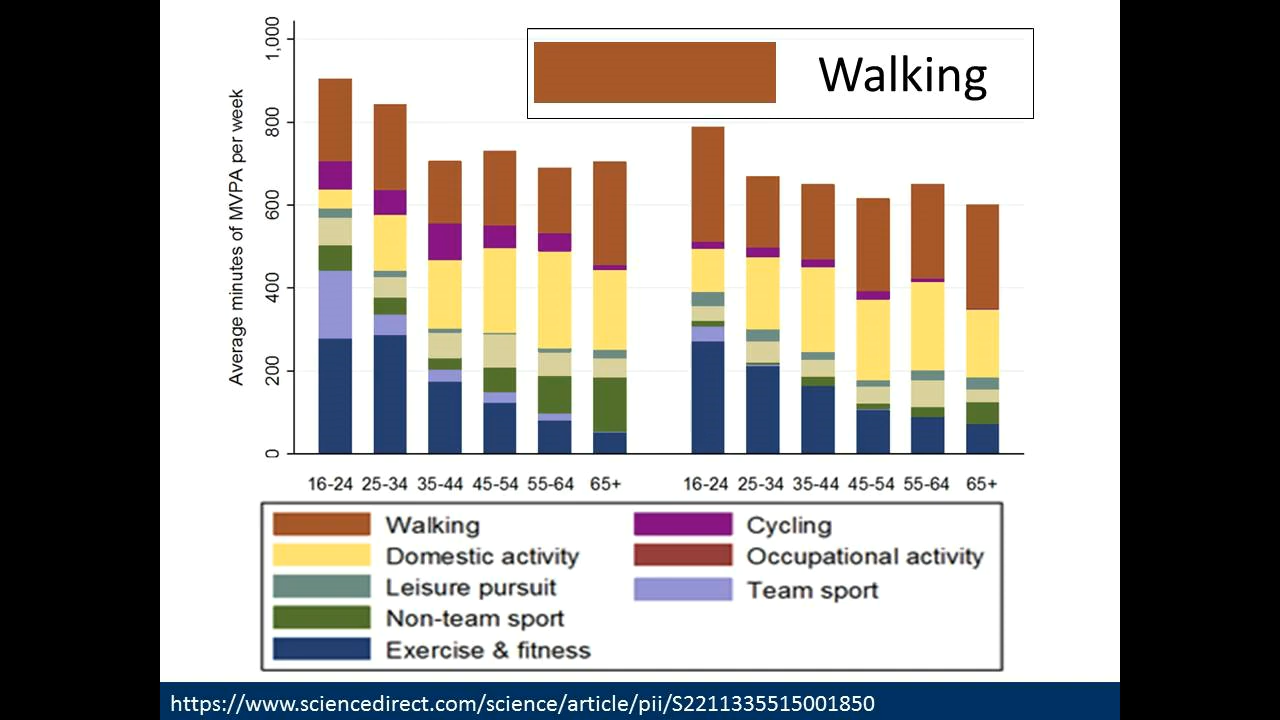 Walking
Average minutes of MVPA per week
1,000
800
600
400
200
0
16-24 25-34 35-44 45-54 55-64 65+ 16-24 25-34 35-44 45-54 55-64 65+
Walking Cycling
Domestic activity Occupational activity
Leisure pursuit Team sport
Non-team sport
Exercise & fitness
https://www.sciencedirect.com/science/article/pii/S2211335515001850